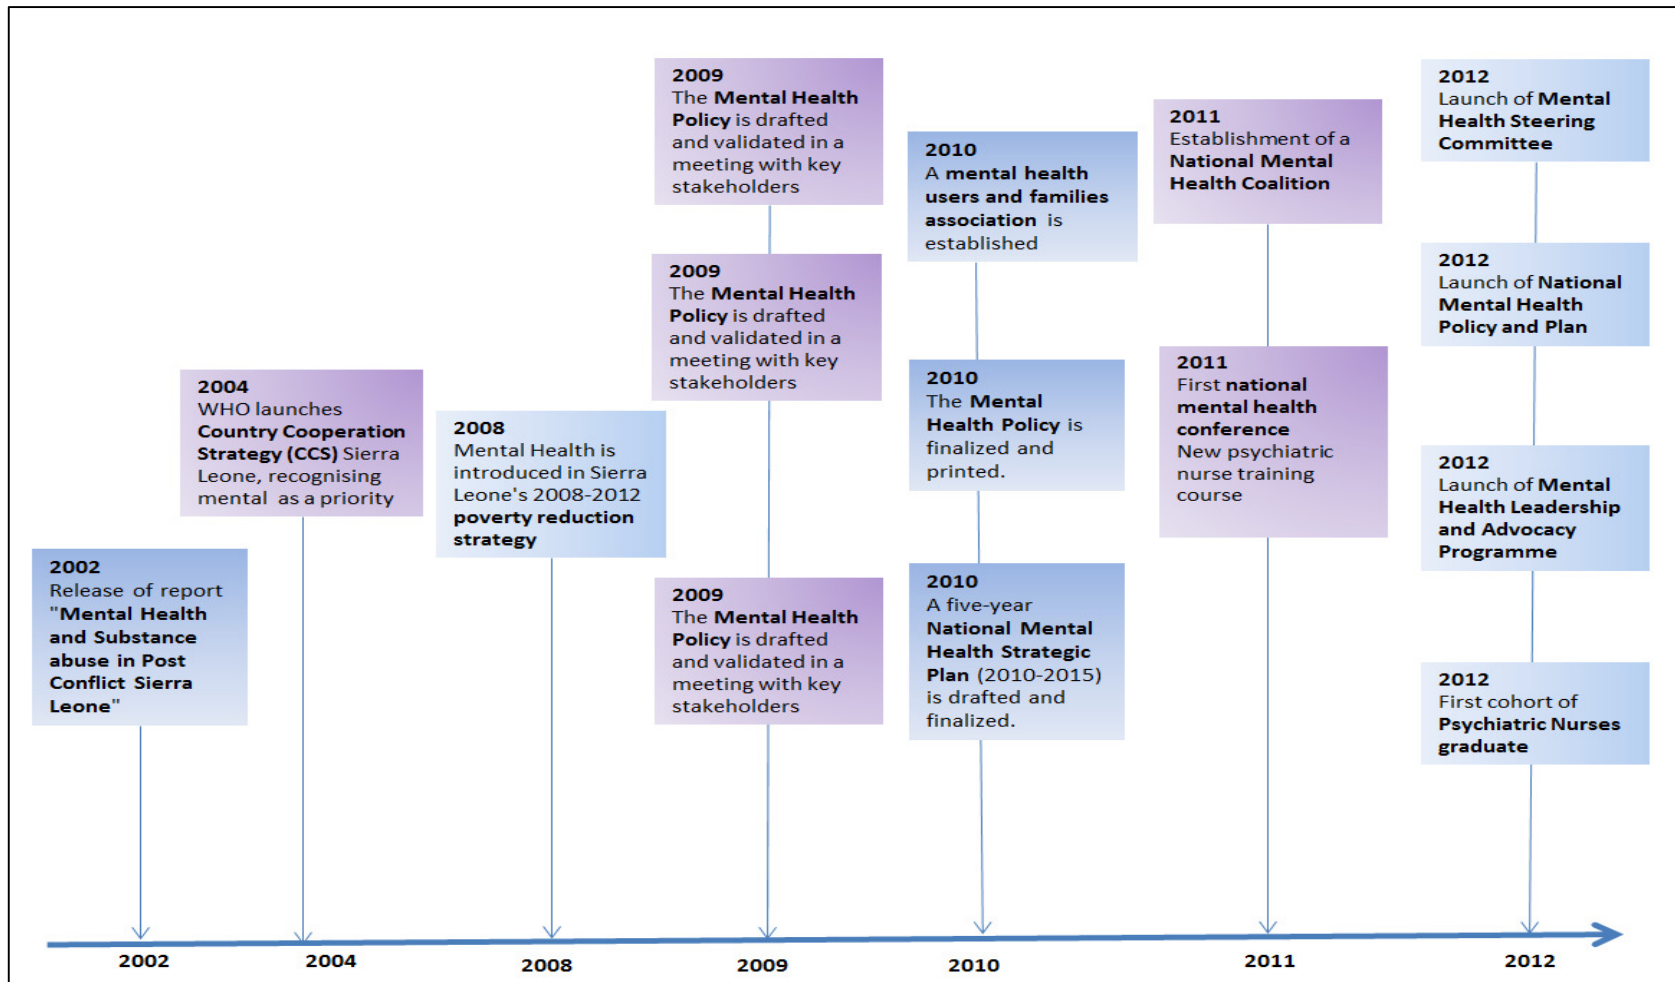 2002
Release of report
"Mental Health
and Substance
abuse in Post
Conflict Sierra
Leone"
2004
WHO launches
Country Cooperation
Strategy (CCS) Sierra
Leone, recognising
mental as a priority
2008
Mental Health is
introduced in Sierra
Leone's 2008-2012
poverty reduction
strategy
2009
The Mental Health
Policy is drafted
and validated in a
meeting with key
stakeholders
2009
The Mental Health
Policy is drafted
and validated in a
meeting with key
stakeholders
2009
The Mental Health
Policy is drafted
and validated in a
meeting with key
stakeholders
2010
A mental health
users and families
association is
established
2010
The Mental
Health Policy is
finalized and
printed.
2010
A five-year
National Mental
Health Strategic
Plan (2010-2015)
is drafted and
finalized.
2011
Establishment of a
National Mental
Health Coalition
2011
First national
mental health
conference
New psychiatric
nurse training
course
2012
Launch of Mental
Health Steering
Committee
2012
Launch of National
Mental Health
Policy and Plan
2012
Launch of Mental
Health Leadership
and Advocacy
Programme
2012
First cohort of
Psychiatric Nurses
graduate
2002
2004
2008
2009
2010
2011
2012